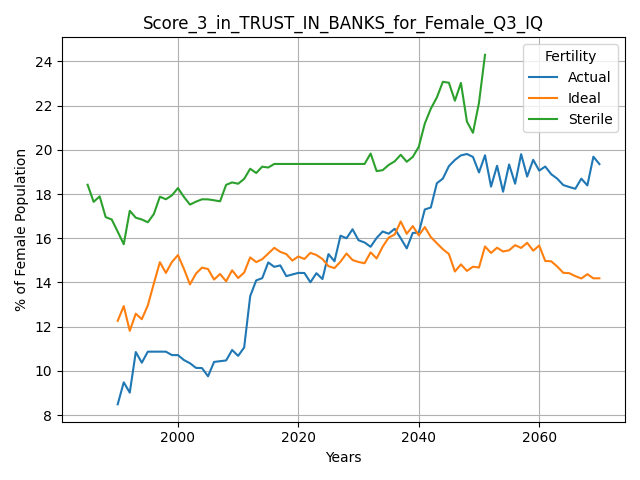 Score_3_in_TRUST_IN_BANKS_for_Female_Q3_IQ
Fertility
Actual
Ideal
Sterile
% of Female Population
24
22
20
18
16
14
12
10
8
2000
2020
2040
2060
Years